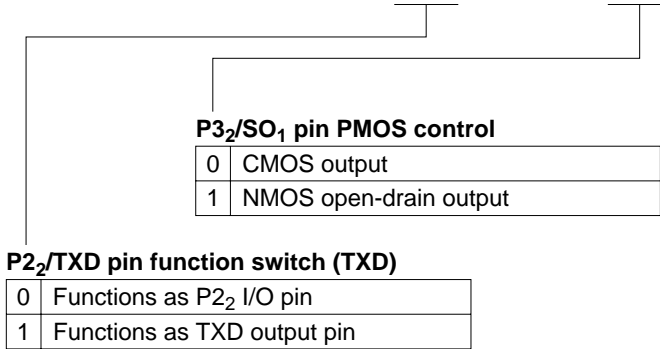 P3₂/SO₁ pin PMOS control
0 CMOS output
1 NMOS open-drain output
P2₂/TXD pin function switch (TXD)
0 Functions as P2₂ I/O pin
1 Functions as TXD output pin